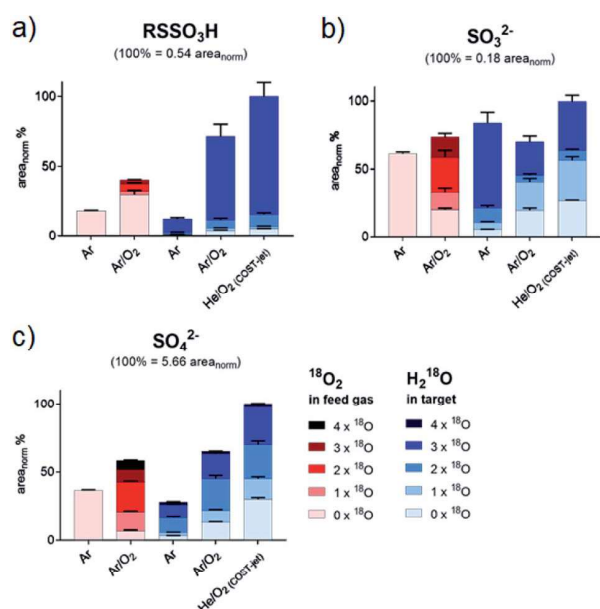 a)
RSSO₃H
(100% = 0.54 areaₙₒᵣₘ)
areaₙₒᵣₘ %
100
50
0
Ar
Ar/O₂
Ar
Ar/O₂
He/O₂ (COST-jet)
b)
SO₃²⁻
(100% = 0.18 areaₙₒᵣₘ)
areaₙₒᵣₘ %
100
50
0
Ar
Ar/O₂
Ar
Ar/O₂
He/O₂ (COST-jet)
c)
SO₄²⁻
(100% = 5.66 areaₙₒᵣₘ)
areaₙₒᵣₘ %
100
50
0
Ar
Ar/O₂
Ar
Ar/O₂
He/O₂ (COST-jet)
¹⁸O₂
in feed gas
4 x ¹⁸O
3 x ¹⁸O
2 x ¹⁸O
1 x ¹⁸O
0 x ¹⁸O
H₂¹⁸O
in target
4 x ¹⁸O
3 x ¹⁸O
2 x ¹⁸O
1 x ¹⁸O
0 x ¹⁸O